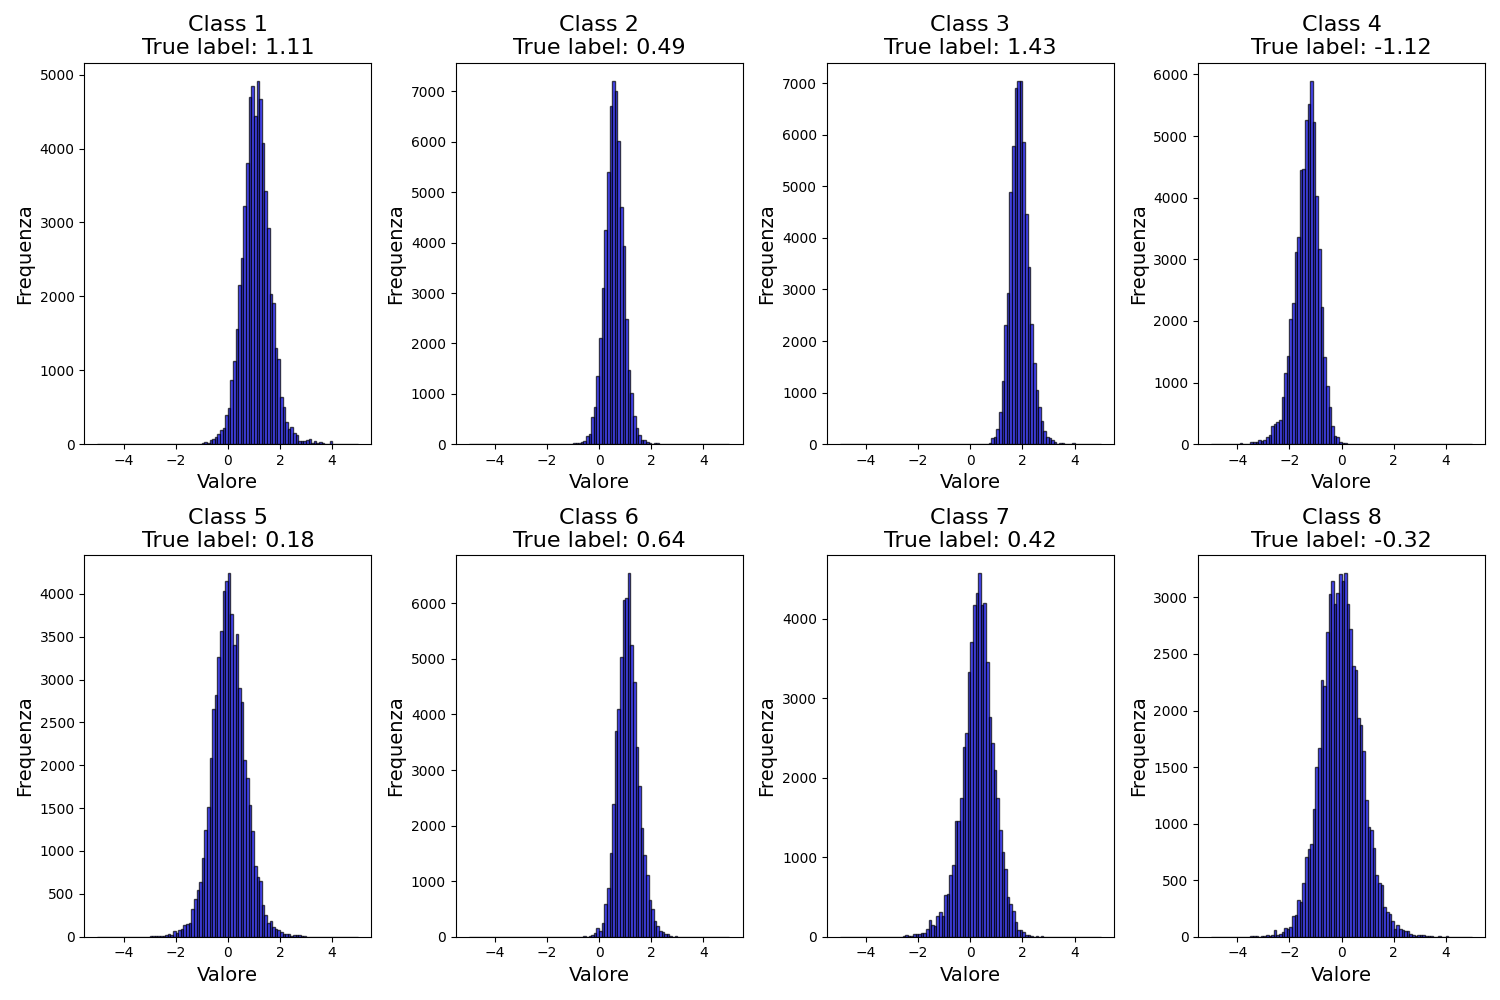 Class 1
True label: 1.11
Class 2
True label: 0.49
Class 3
True label: 1.43
Class 4
True label: -1.12
5000
4000
3000
2000
1000
0
Frequenza
−4 −2 0 2 4
Valore
7000
6000
5000
4000
3000
2000
1000
0
Frequenza
−4 −2 0 2 4
Valore
7000
6000
5000
4000
3000
2000
1000
0
Frequenza
−4 −2 0 2 4
Valore
6000
5000
4000
3000
2000
1000
0
Frequenza
−4 −2 0 2 4
Valore
Class 5
True label: 0.18
Class 6
True label: 0.64
Class 7
True label: 0.42
Class 8
True label: -0.32
4000
3500
3000
2500
2000
1500
1000
500
0
Frequenza
−4 −2 0 2 4
Valore
6000
5000
4000
3000
2000
1000
0
Frequenza
−4 −2 0 2 4
Valore
4000
3000
2000
1000
0
Frequenza
−4 −2 0 2 4
Valore
3000
2500
2000
1500
1000
500
0
Frequenza
−4 −2 0 2 4
Valore